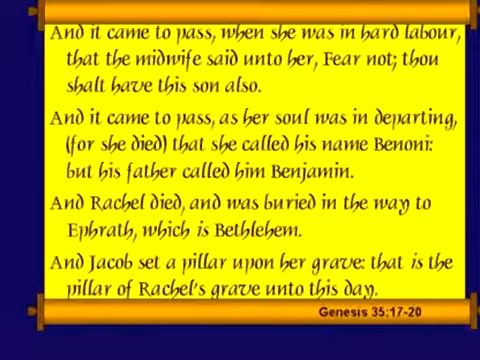 And it came to pass, when she was in hard labour,
that the midwife said unto her, Fear not; thou
shalt have this son also.
And it came to pass, as her soul was in departing,
(for she died) that she called his name Benoni:
but his father called him Benjamin.
And Rachel died, and was buried in the way to
Ephrath, which is Bethlehem.
And Jacob set a pillar upon her grave: that is the
pillar of Rachel's grave unto this day.
Genesis 35:17-20